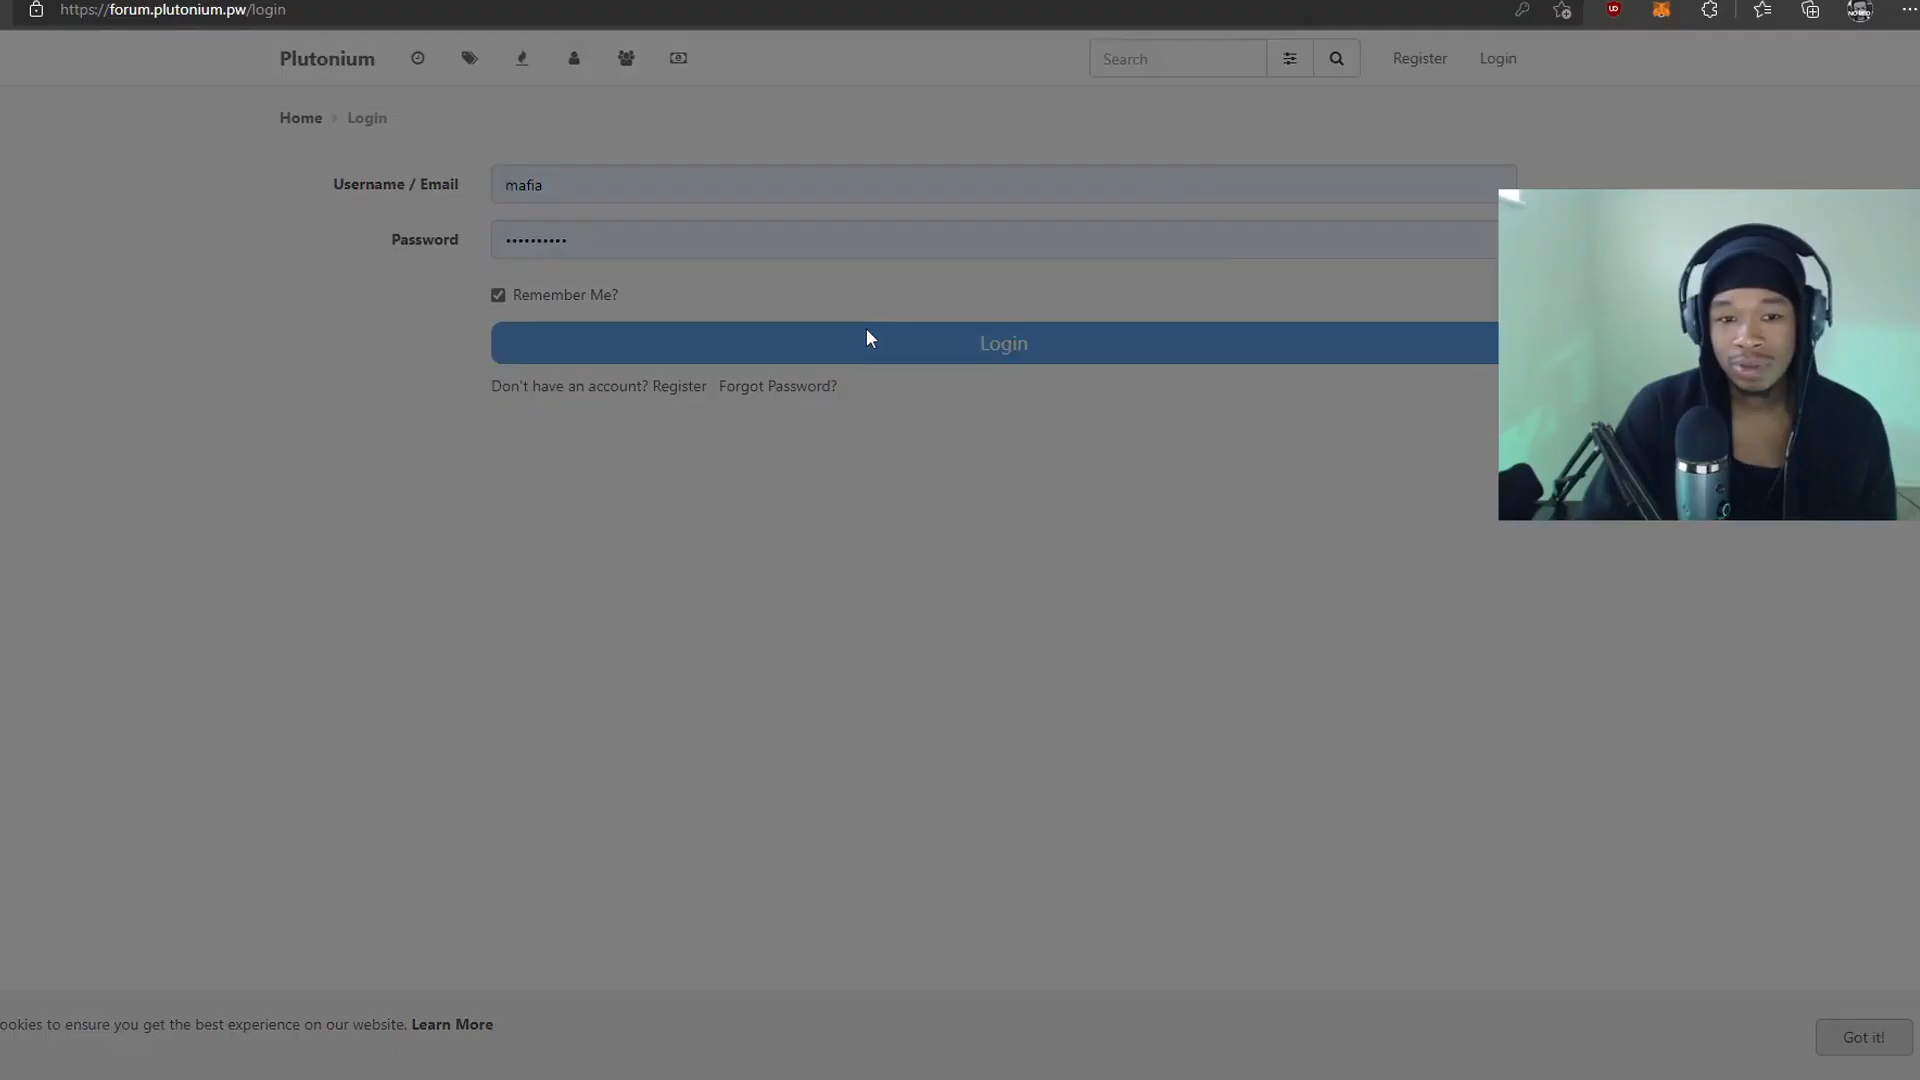 https://forum.plutonium.pw/login
Plutonium
Search
Register
Login
Home
Login
Username / Email
mafia
Password
Remember Me?
Login
Don't have an account? Register
Forgot Password?
ookies to ensure you get the best experience on our website. Learn More
Got it!